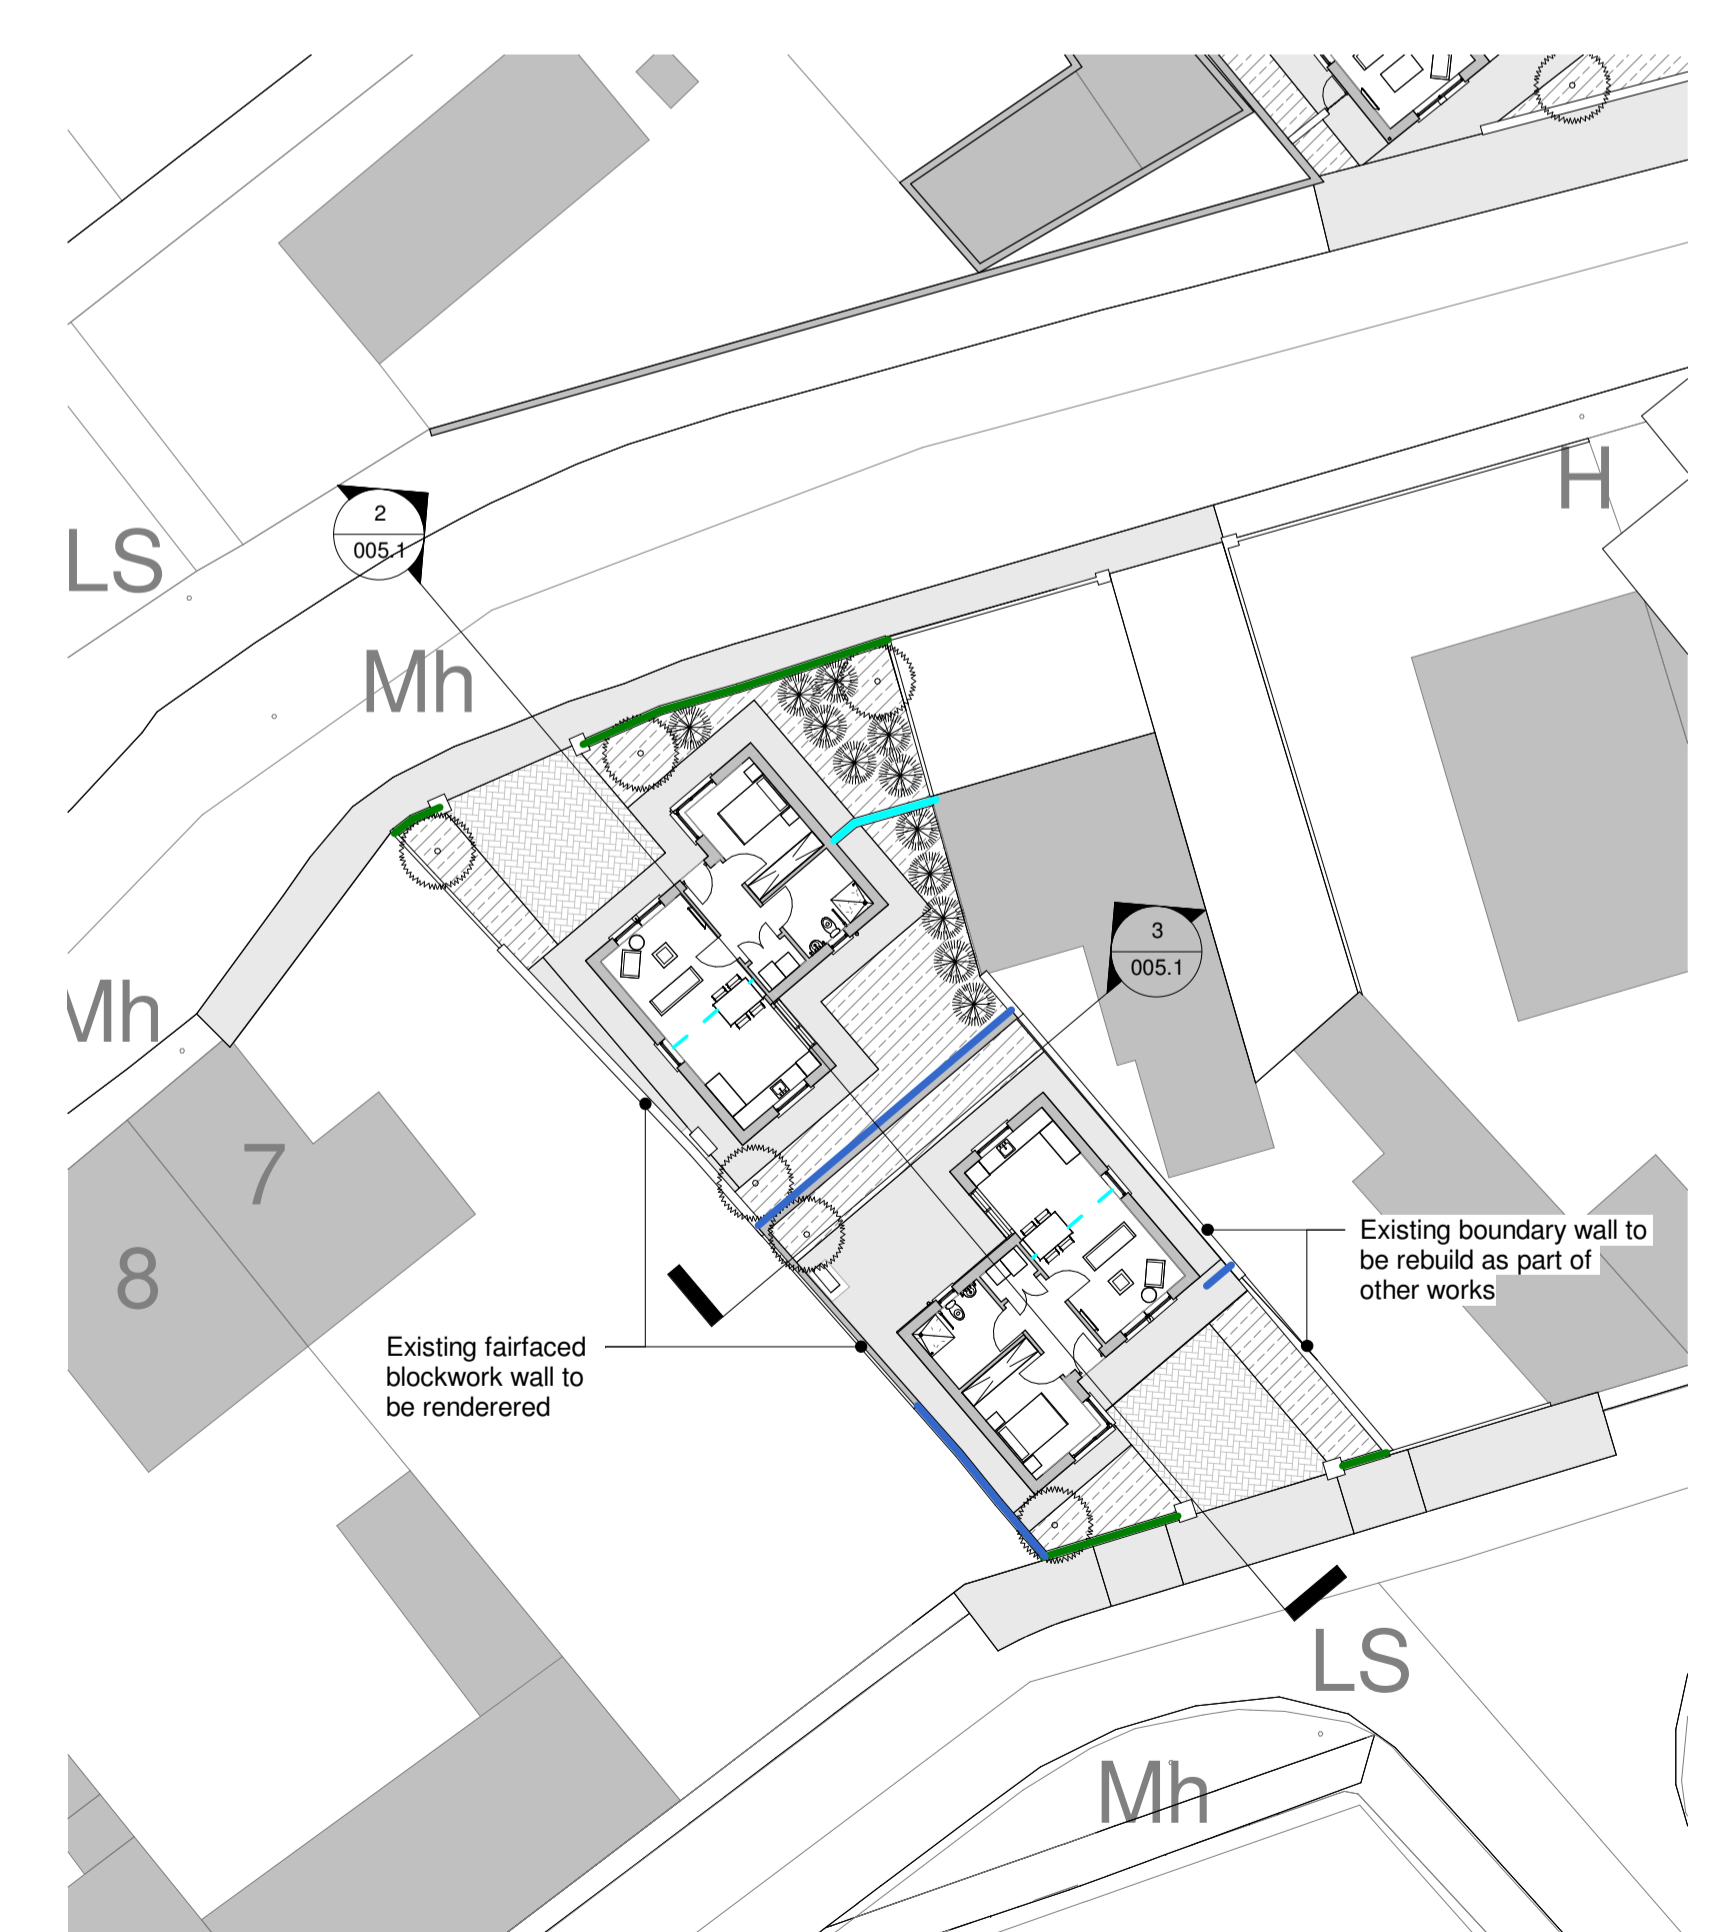 H
2
005.1
LS
Mh
3
005.1
Mh
7
8
Existing boundary wall to
be rebuild as part of
other works
Existing fairfaced
blockwork wall to
be renderered
LS
Mh